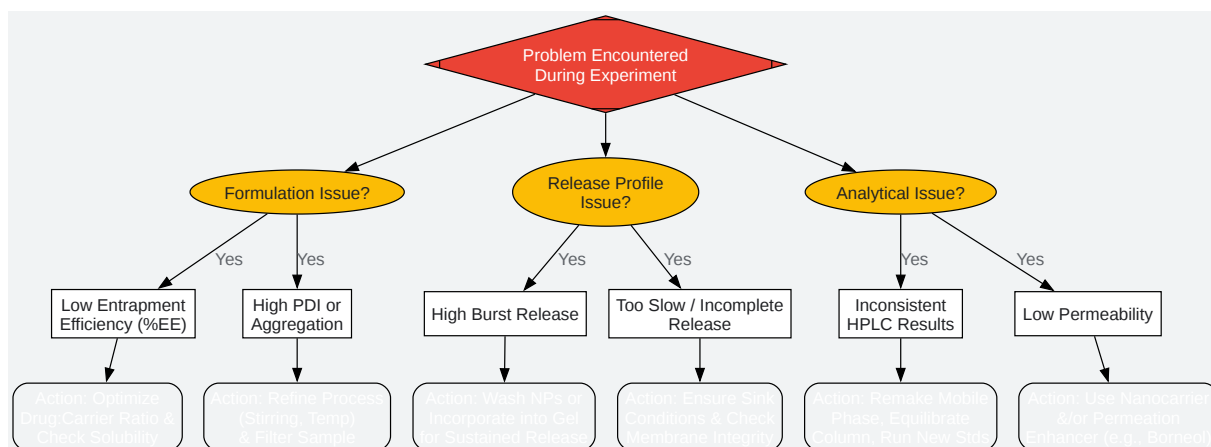 Problem Encountered
During Experiment
Formulation Issue?
Release Profile
Issue?
Analytical Issue?
Yes
Yes
Yes
Yes
Yes
Yes
Low Entrapment
Efficiency (%EE)
High PDI or
Aggregation
High Burst Release
Too Slow / Incomplete
Release
Inconsistent
HPLC Results
Low Permeability
Action: Optimize
Drug:Carrier Ratio &
Check Solubility
Action: Refine Process
(Stirring, Temp)
& Filter Sample
Action: Wash NPs or
Incorporate into Gel
for Sustained Release
Action: Ensure Sink
Conditions & Check
Membrane Integrity
Action: Remake Mobile
Phase, Equilibrate
Column, Run New Stds
Action: Use Nanocarrier
&/or Permeation
Enhancer (e.g., Borneol)